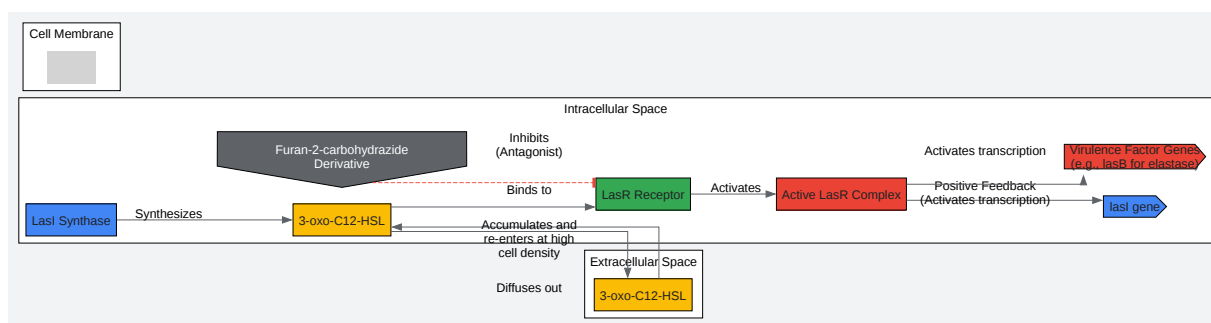 Cell Membrane
Intracellular Space
Furan-2-carbohydrazide
Derivative
Inhibits
(Antagonist)
Activates transcription
Virulence Factor Genes
(e.g., lasB for elastase)
Binds to
LasR Receptor
Activates
Active LasR Complex
Positive Feedback
(Activates transcription)
lasI gene
LasI Synthase
Synthesizes
3-oxo-C12-HSL
Accumulates and
re-enters at high
cell density
Extracellular Space
Diffuses out
3-oxo-C12-HSL